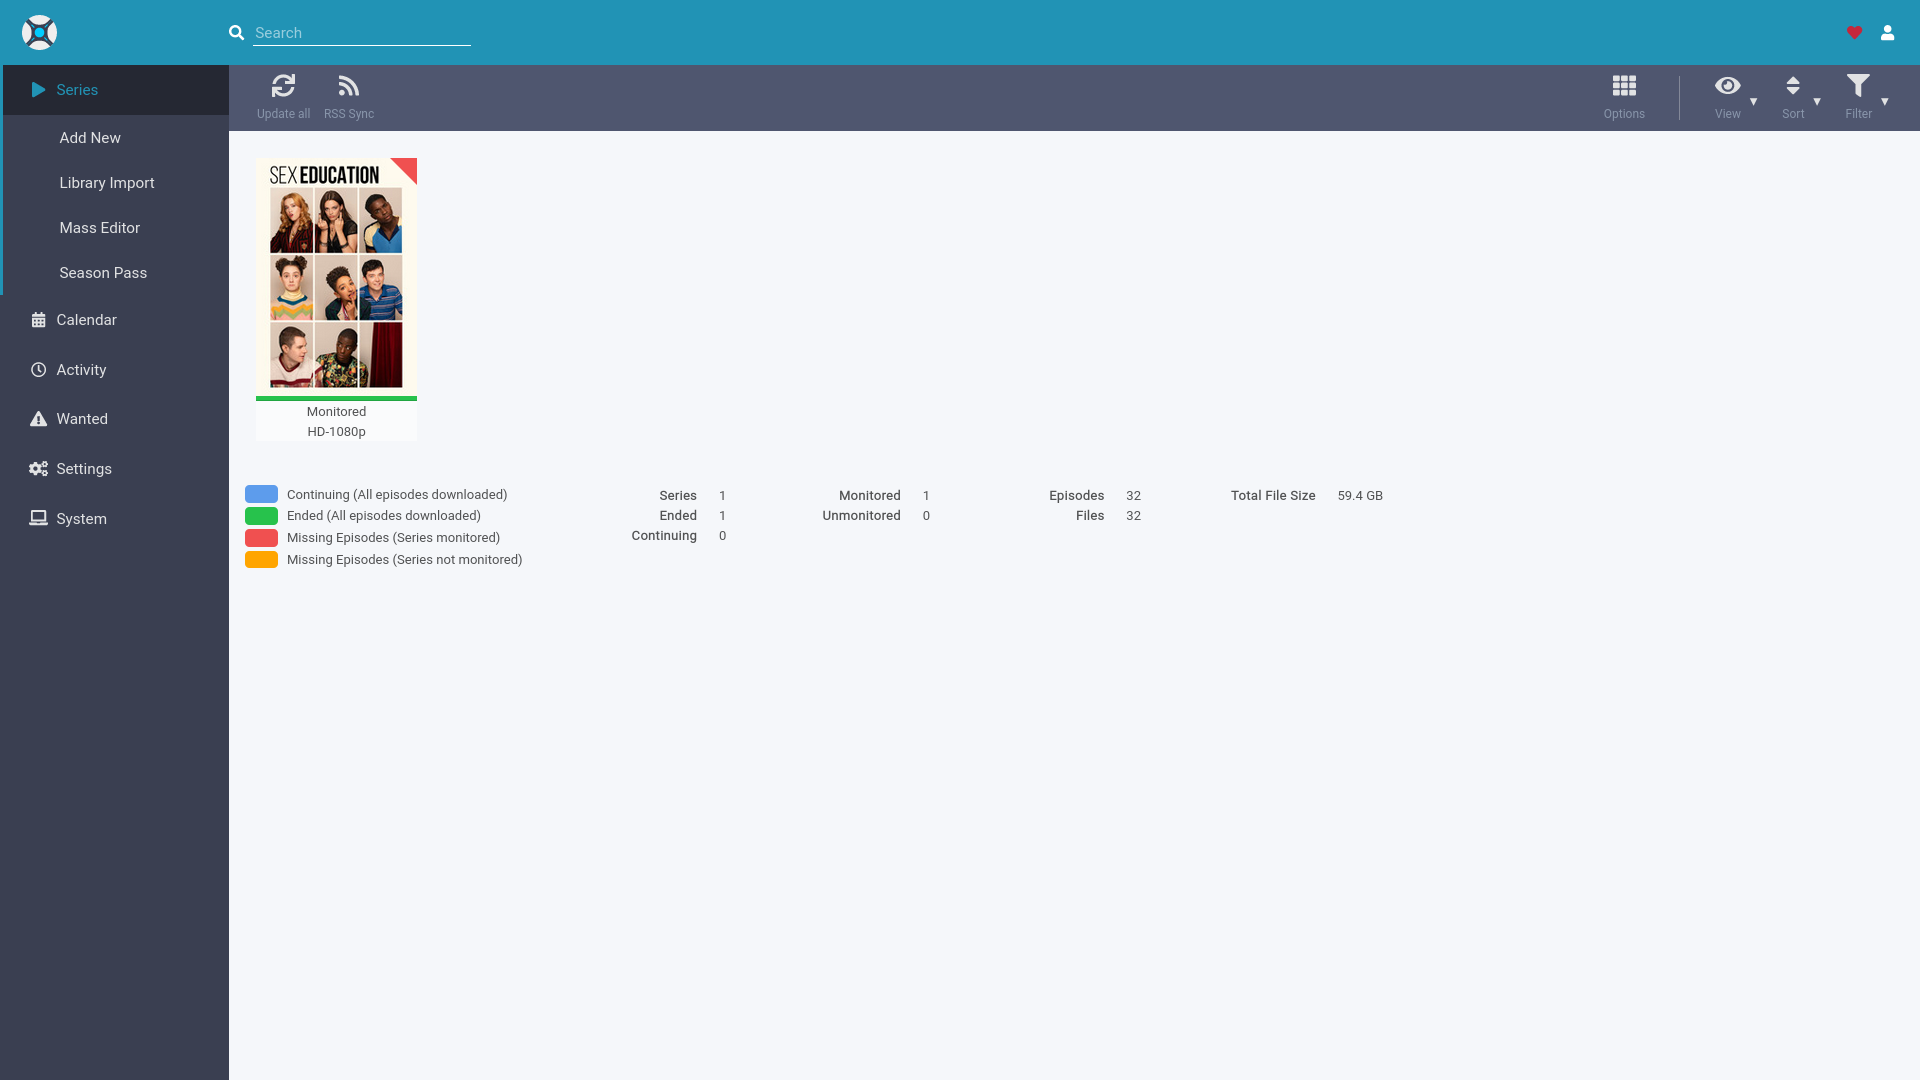 Search
Series
Add New
Library Import
Mass Editor
Season Pass
Calendar
Activity
Wanted
Settings
System
Update all
RSS Sync
Options
View
Sort
Filter
SEX EDUCATION
Monitored
HD-1080p
Continuing (All episodes downloaded)
Ended (All episodes downloaded)
Missing Episodes (Series monitored)
Missing Episodes (Series not monitored)
Series 1
Ended 1
Continuing 0
Monitored 1
Unmonitored 0
Episodes 32
Files 32
Total File Size 59.4 GB